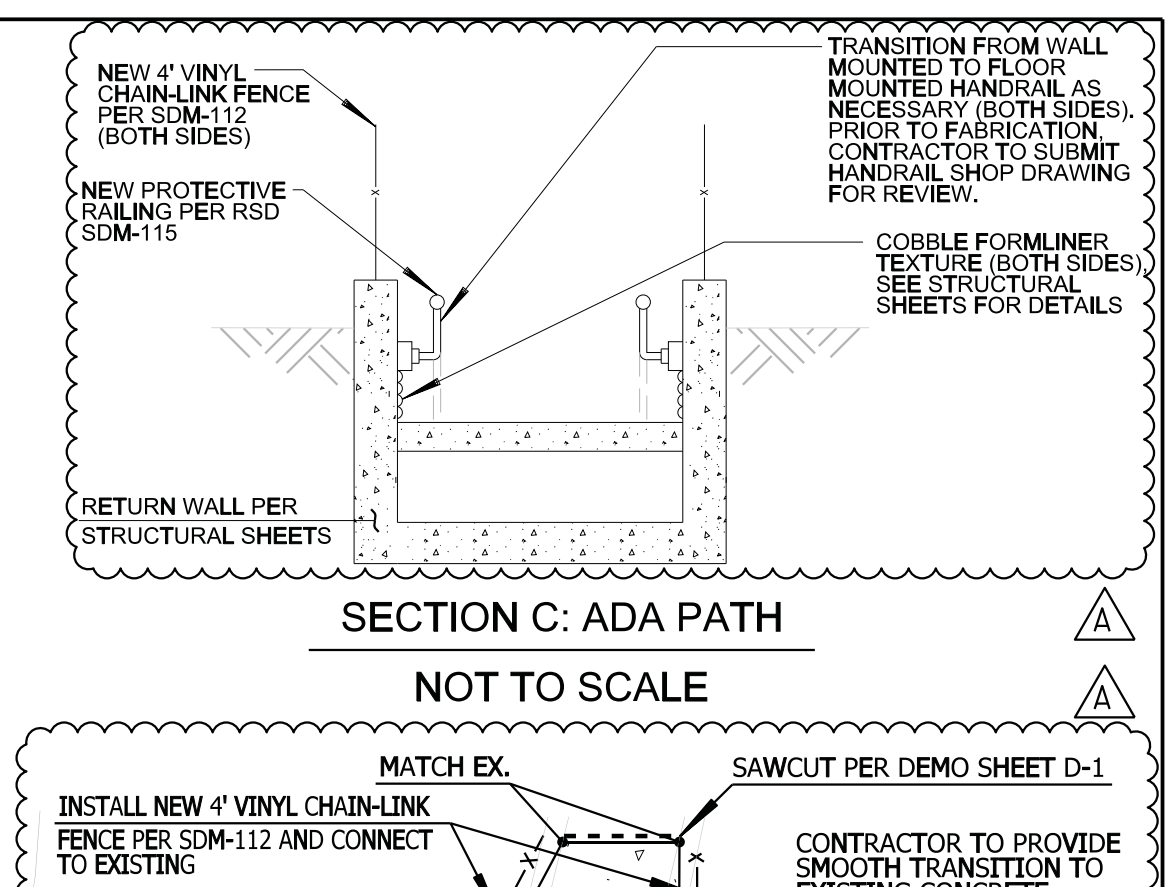 NEW 4' VINYL
CHAIN-LINK FENCE
PER SDM-112
(BOTH SIDES)
NEW PROTECTIVE
RAILING PER RSD
SDM-115
TRANSITION FROM WALL
MOUNTED TO FLOOR
MOUNTED HANDRAIL AS
NECESSARY (BOTH SIDES).
PRIOR TO FABRICATION,
CONTRACTOR TO SUBMIT
HANDRAIL SHOP DRAWING
FOR REVIEW.
COBBLE FORMLINER
TEXTURE (BOTH SIDES),
SEE STRUCTURAL
SHEETS FOR DETAILS
X
X
RETURN WALL PER
STRUCTURAL SHEETS
SECTION C: ADA PATH
A
NOT TO SCALE
A
MATCH EX.
SAWCUT PER DEMO SHEET D-1
INSTALL NEW 4' VINYL CHAIN-LINK
FENCE PER SDM-112 AND CONNECT
TO EXISTING
X
X
CONTRACTOR TO PROVIDE
SMOOTH TRANSITION TO
EXISTING CONCRETE